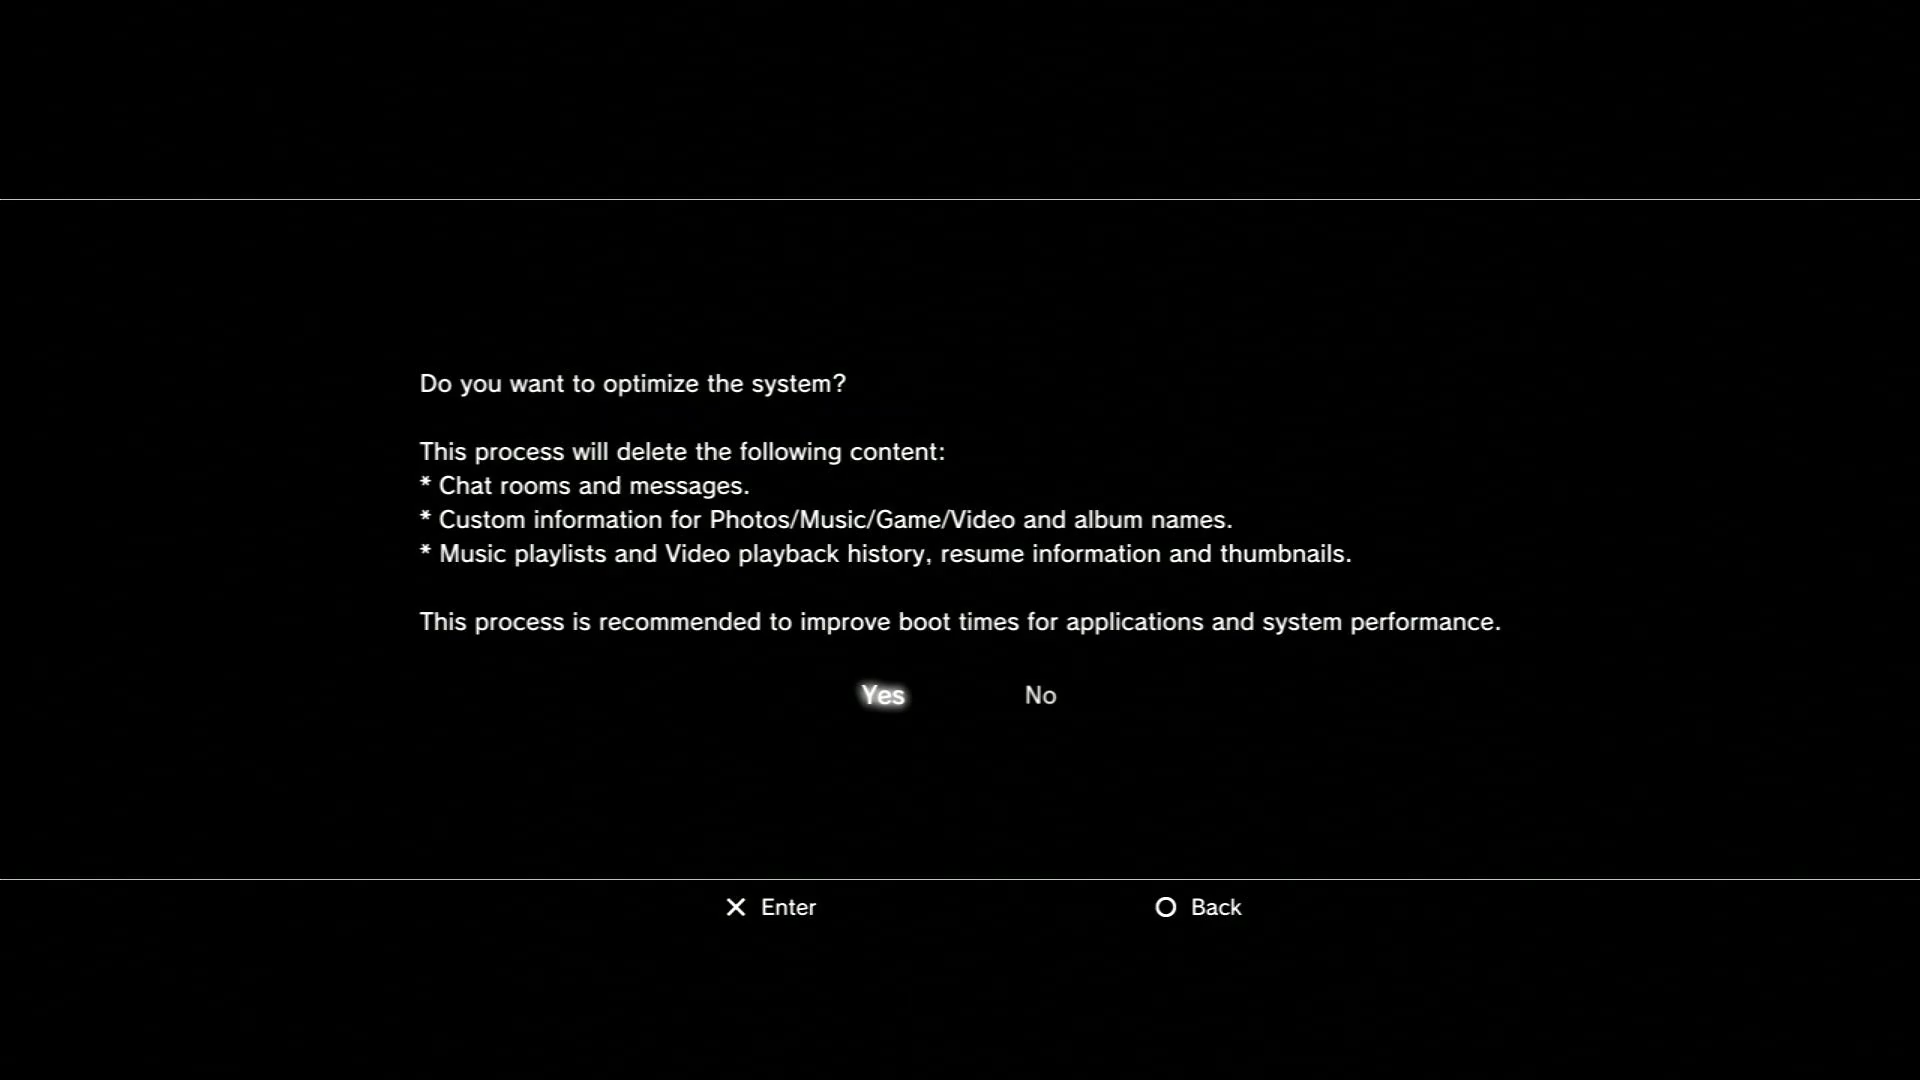 Do you want to optimize the system?
This process will delete the following content:
* Chat rooms and messages.
* Custom information for Photos/Music/Game/Video and album names.
* Music playlists and Video playback history, resume information and thumbnails.
This process is recommended to improve boot times for applications and system performance.
Yes No
Enter Back